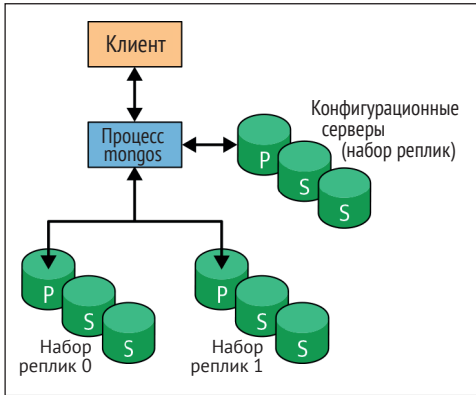 Клиент
Процесс
mongos
Конфигурационные
серверы
(набор реплик)
P
S
S
P
S
S
Набор
реплик 0
P
S
S
Набор
реплик 1